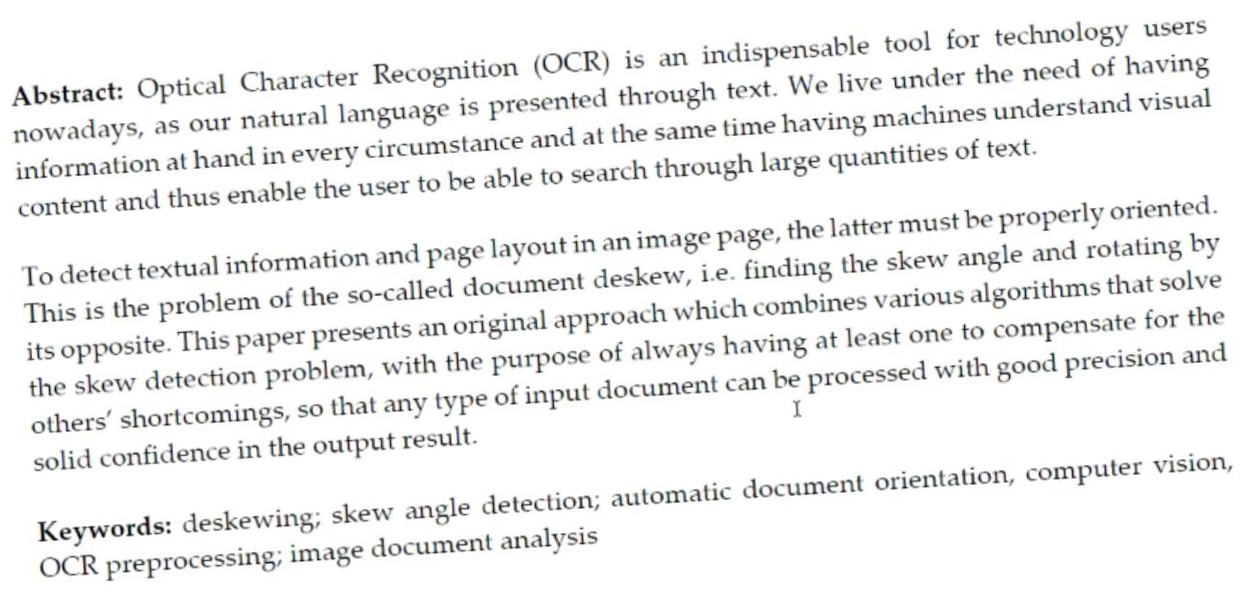 Abstract: Optical Character Recognition (OCR) is an indispensable tool for technology users
nowadays, as our natural language is presented through text. We live under the need of having
information at hand in every circumstance and at the same time having machines understand visual
content and thus enable the user to be able to search through large quantities of text.
To detect textual information and page layout in an image page, the latter must be properly oriented.
This is the problem of the so-called document deskew, i.e. finding the skew angle and rotating by
its opposite. This paper presents an original approach which combines various algorithms that solve
the skew detection problem, with the purpose of always having at least one to compensate for the
others’ shortcomings, so that any type of input document can be processed with good precision and
solid confidence in the output result.
Keywords: deskewing; skew angle detection; automatic document orientation, computer vision,
OCR preprocessing; image document analysis